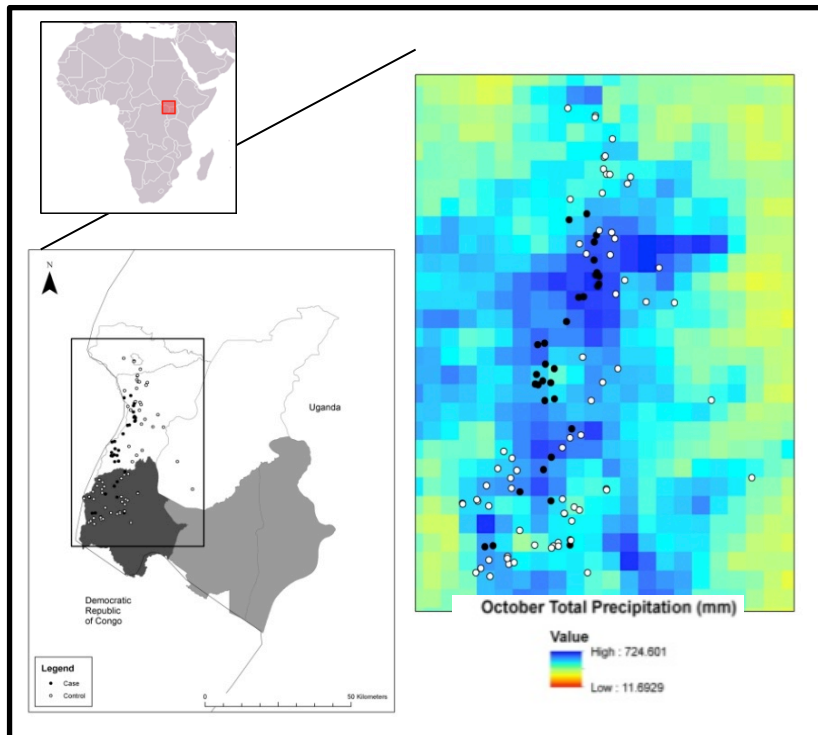 N
Uganda
Democratic
Republic
of Congo
Legend
Case
Control
0 50 Kilometers
October Total Precipitation (mm)
Value
High : 724.601
Low : 11.6929